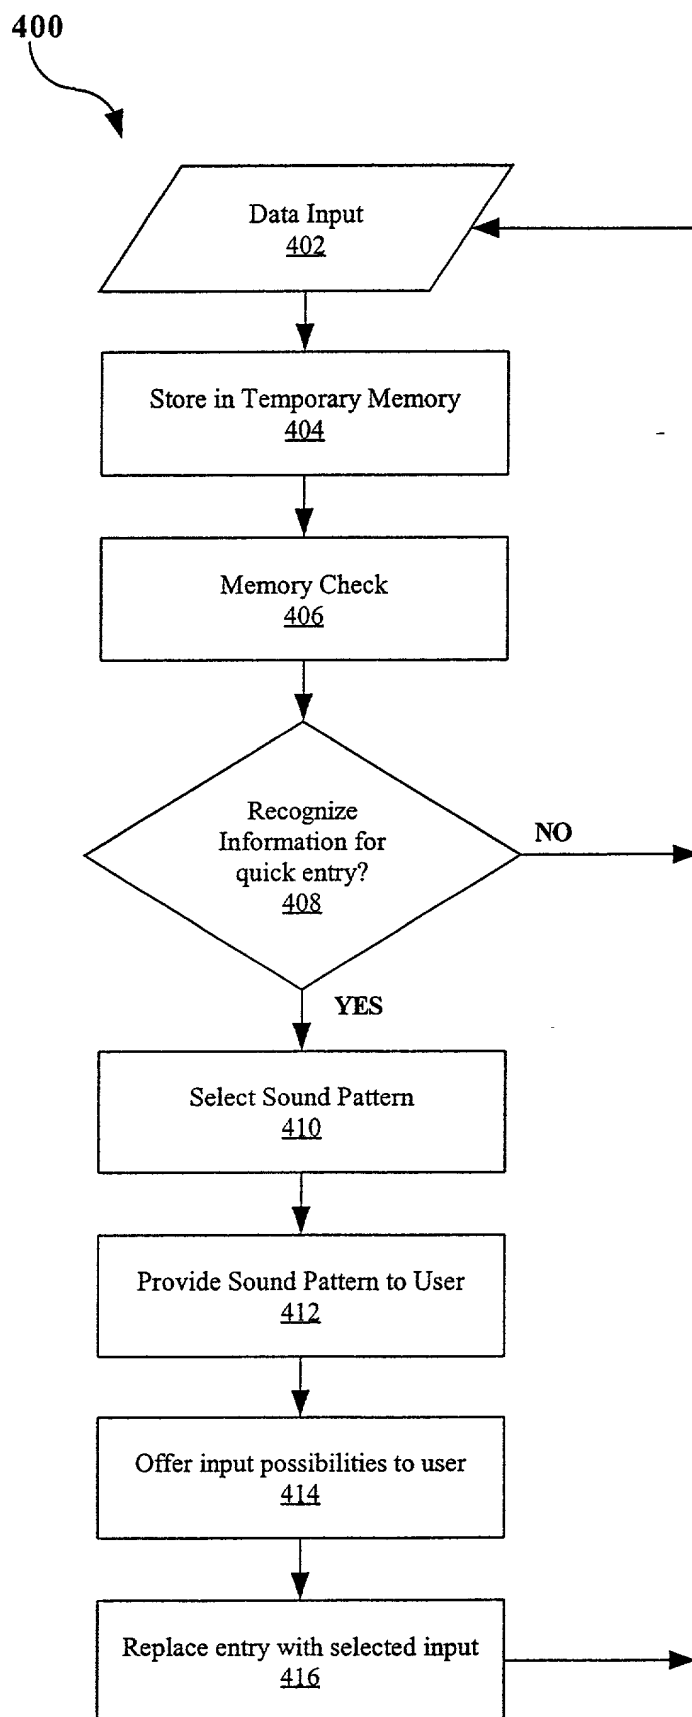 400
Data Input
402
Store in Temporary Memory
404
Memory Check
406
Recognize
Information for
quick entry?
408
NO
YES
Select Sound Pattern
410
Provide Sound Pattern to User
412
Offer input possibilities to user
414
Replace entry with selected input
416